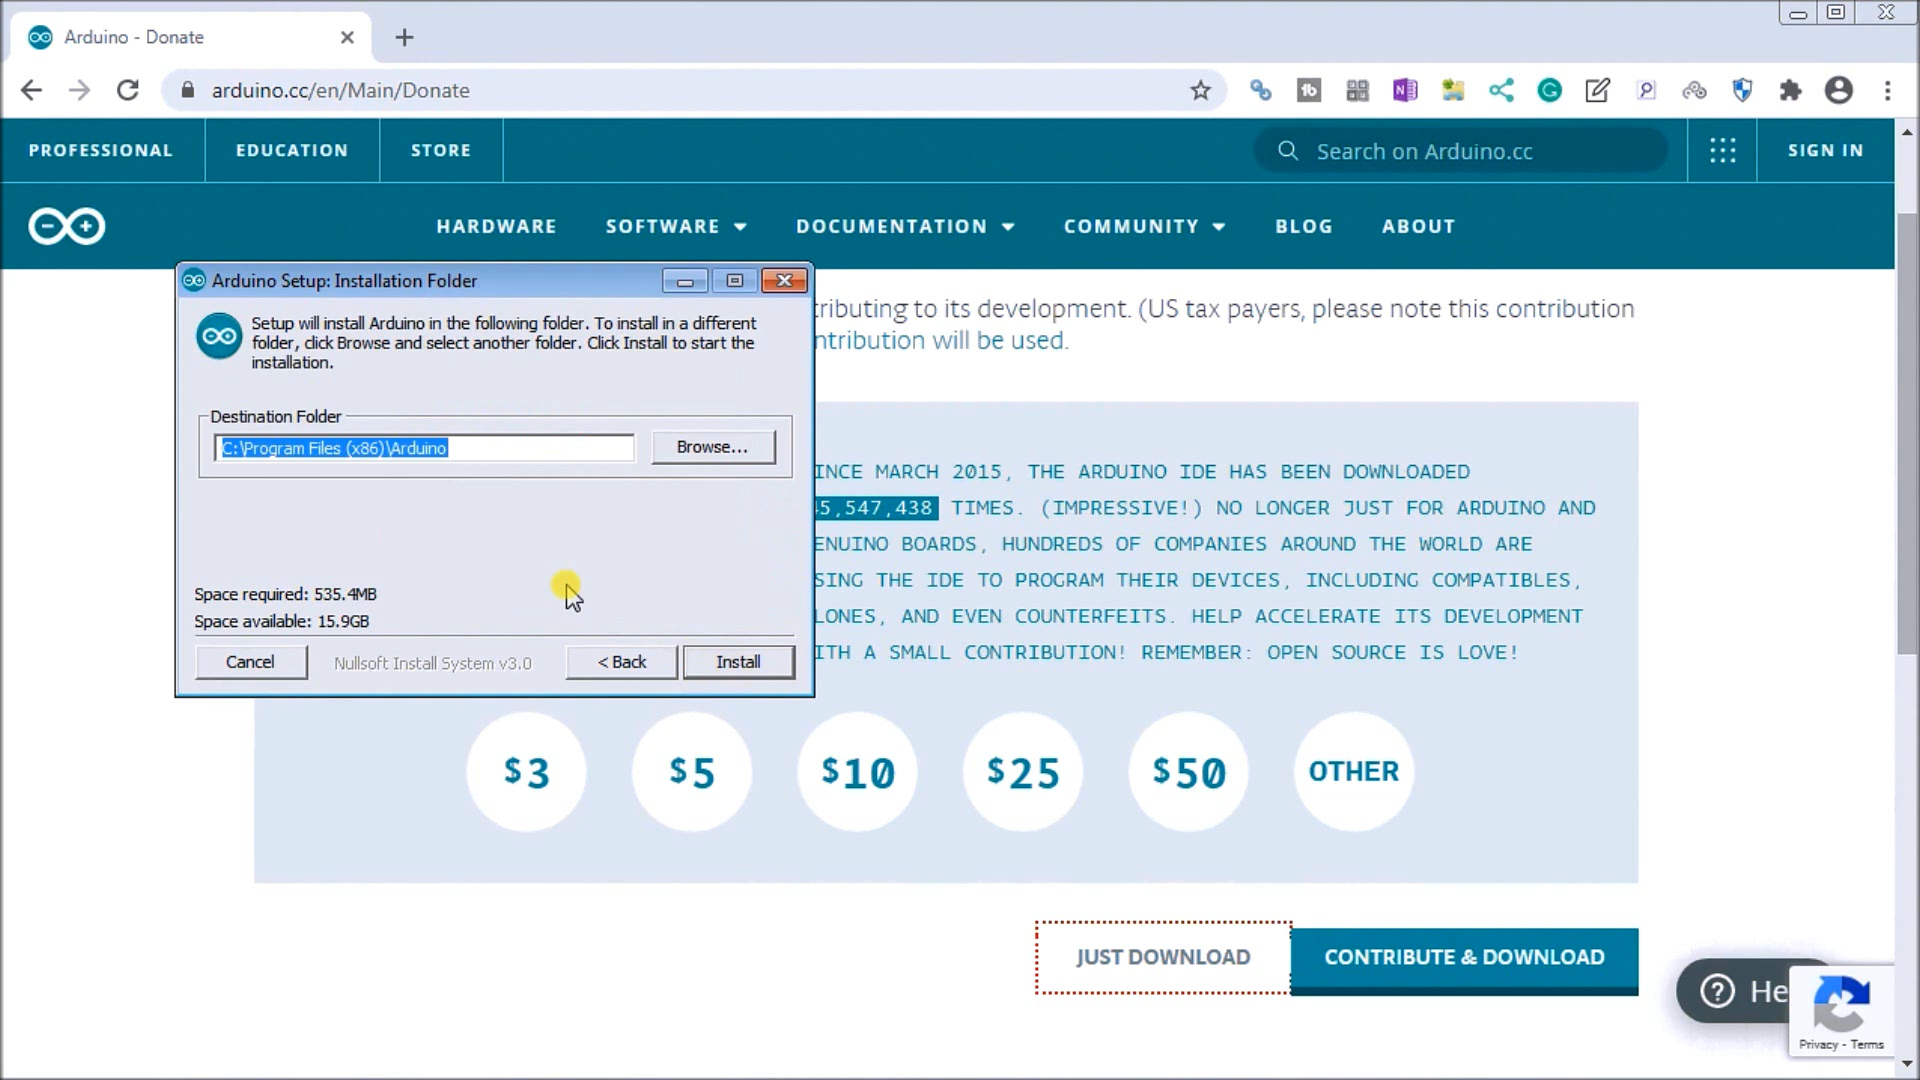 Arduino - Donate
arduino.cc/en/Main/Donate
PROFESSIONAL
EDUCATION
STORE
Search on Arduino.cc
SIGN IN
HARDWARE
SOFTWARE
DOCUMENTATION
COMMUNITY
BLOG
ABOUT
Arduino Setup: Installation Folder
Setup will install Arduino in the following folder. To install in a different
folder, click Browse and select another folder. Click Install to start the
installation.
Destination Folder
C:\Program Files (x86)\Arduino
Browse...
Space required: 535.4MB
Space available: 15.9GB
Cancel
Nullsoft Install System v3.0
< Back
Install
tributing to its development. (US tax payers, please note this contribution
ntribution will be used.
INCE MARCH 2015, THE ARDUINO IDE HAS BEEN DOWNLOADED
5,547,438 TIMES. (IMPRESSIVE!) NO LONGER JUST FOR ARDUINO AND
ENUINO BOARDS, HUNDREDS OF COMPANIES AROUND THE WORLD ARE
SING THE IDE TO PROGRAM THEIR DEVICES, INCLUDING COMPATIBLES,
LONES, AND EVEN COUNTERFEITS. HELP ACCELERATE ITS DEVELOPMENT
ITH A SMALL CONTRIBUTION! REMEMBER: OPEN SOURCE IS LOVE!
$3
$5
$10
$25
$50
OTHER
JUST DOWNLOAD
CONTRIBUTE & DOWNLOAD
He
Privacy - Terms